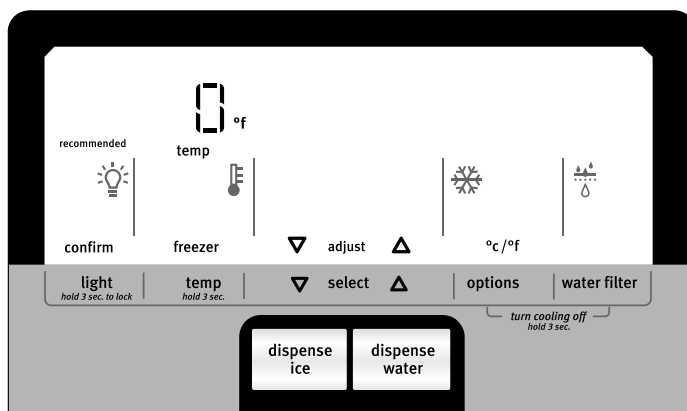 0 °f
recommended
temp
confirm freezer adjust °c/°f
light temp select options water filter
hold 3 sec. to lock hold 3 sec.
turn cooling off
hold 3 sec.
dispense ice
dispense water